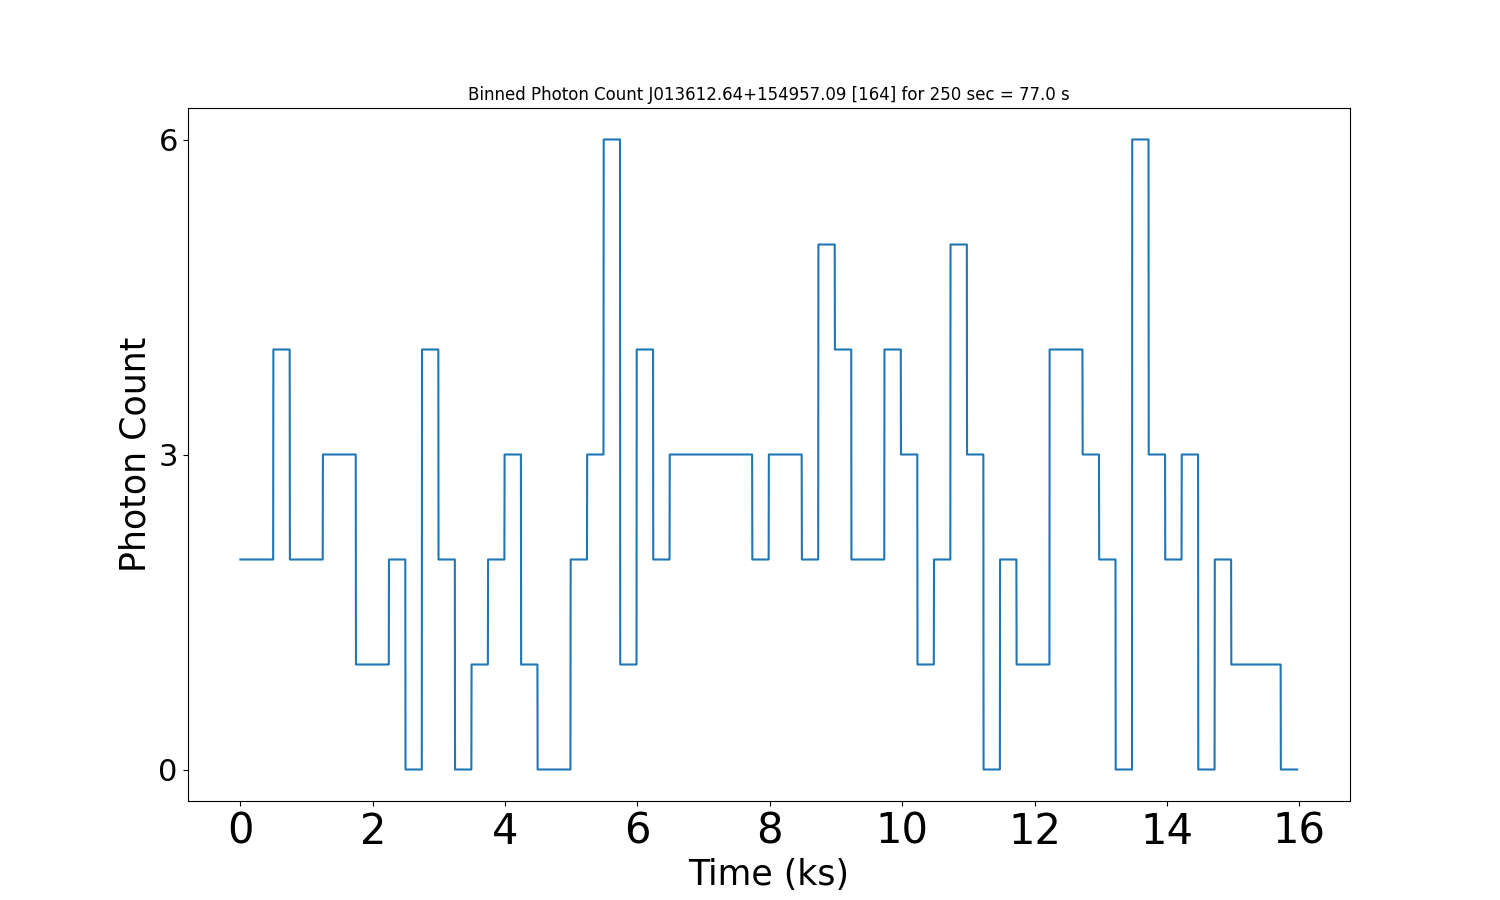 Binned Photon Count J013612.64+154957.09 [164] for 250 sec = 77.0 s
6
3
0
Photon Count
0 2 4 6 8 10 12 14 16
Time (ks)